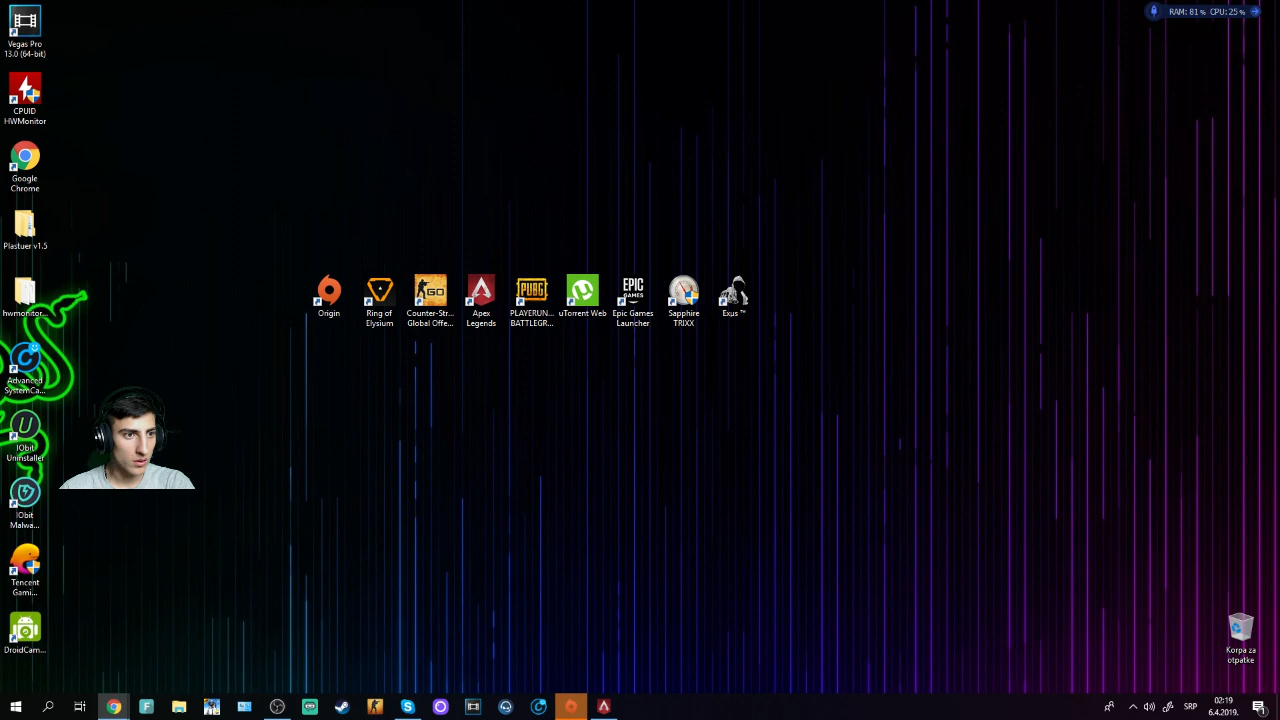 RAM: 81 % CPU: 25 %
Vegas Pro
13.0 (64-bit)
CPUID
HWMonitor
Google
Chrome
Plastuer v1.5
hwmonitor...
Advanced
SystemCa...
IObit
Uninstaller
IObit
Malwa...
Tencent
Gami...
DroidCam...
Origin
Ring of
Elysium
GO
Counter-Str...
Global Offe...
Apex
Legends
PUBG
PLAYERUN...
BATTLEGR...
uTorrent Web
EPIC
GAMES
Epic Games
Launcher
Sapphire
TRIXX
Exus ™
Korpa za
otpatke
SRP
02:19
6.4.2019.
1